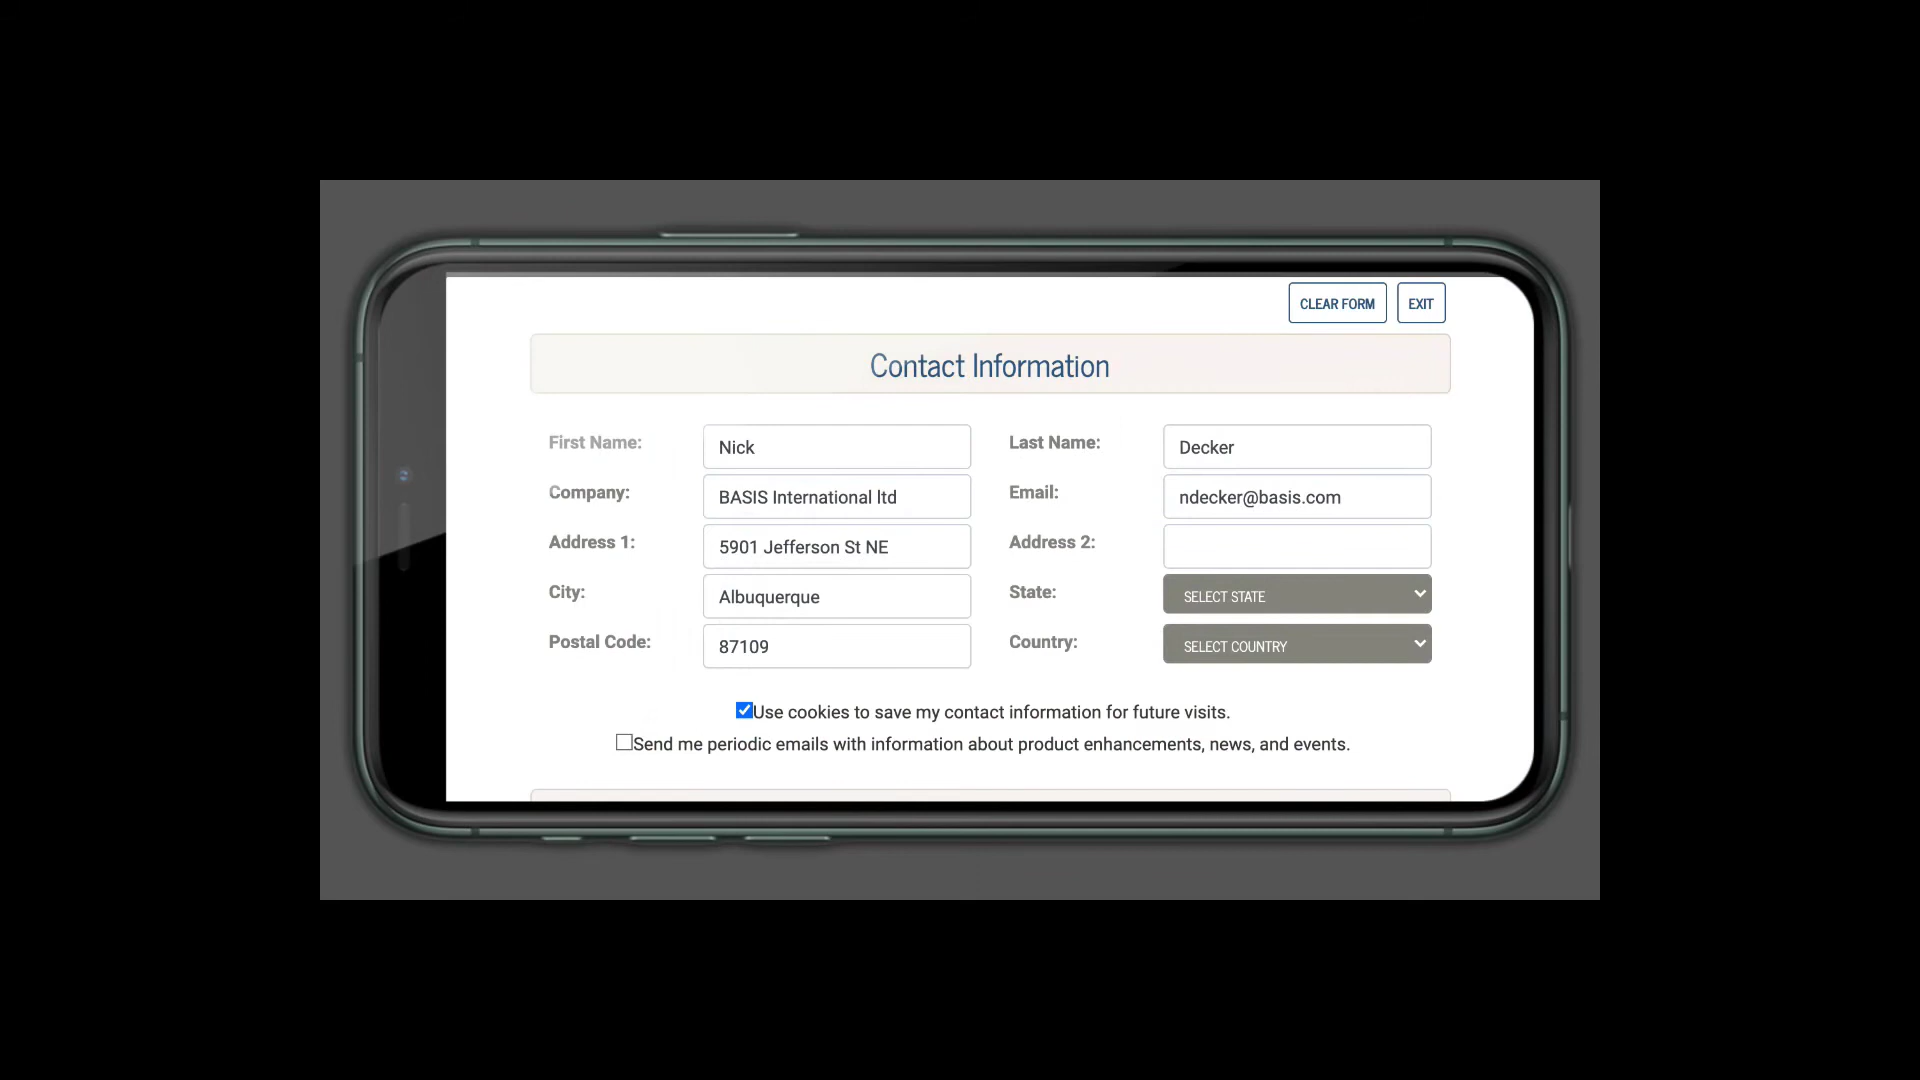 CLEAR FORM EXIT
Contact Information
First Name: Nick Last Name: Decker
Company: BASIS International ltd Email: ndecker@basis.com
Address 1: 5901 Jefferson St NE Address 2:
City: Albuquerque State: SELECT STATE
Postal Code: 87109 Country: SELECT COUNTRY
Use cookies to save my contact information for future visits.
Send me periodic emails with information about product enhancements, news, and events.